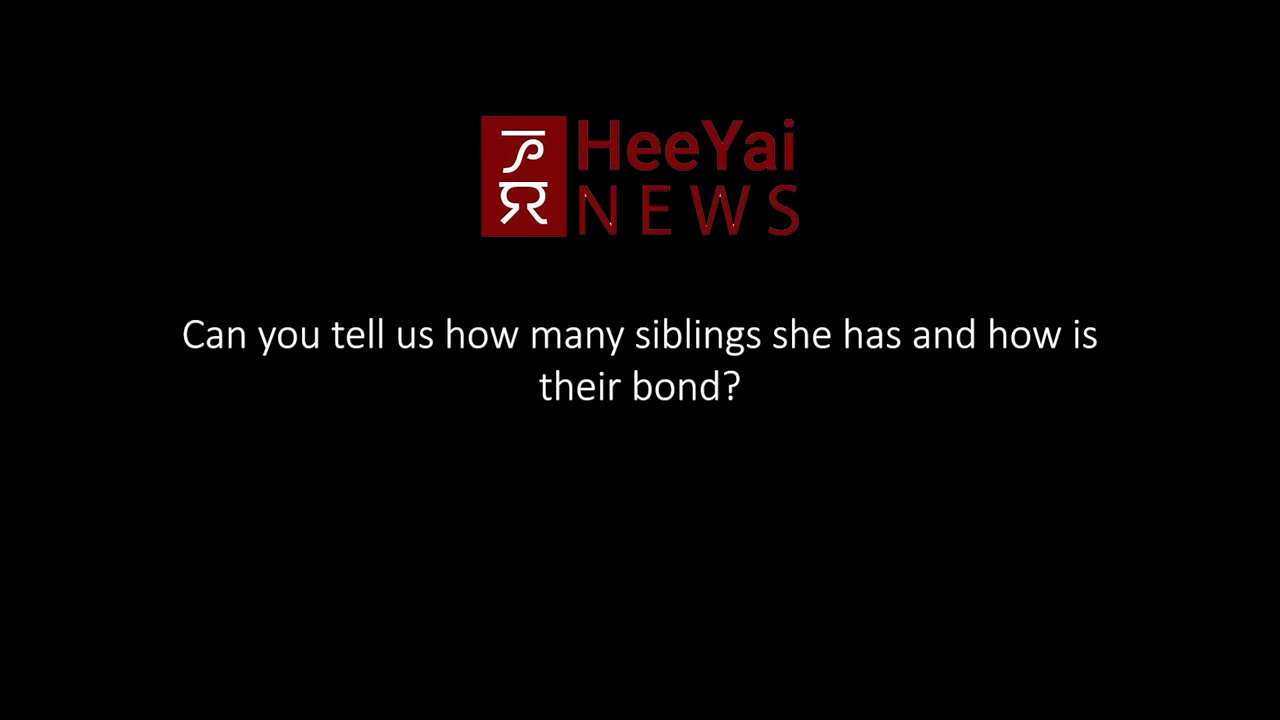 HeeYai
NEWS
Can you tell us how many siblings she has and how is
their bond?